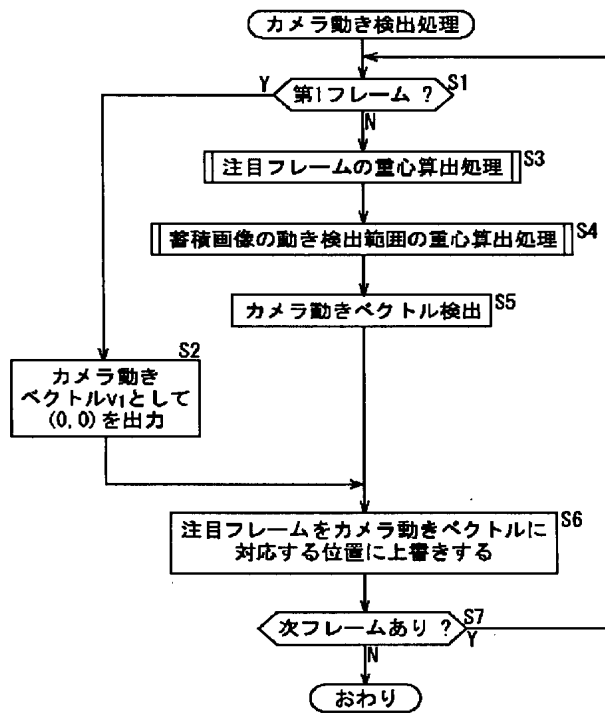 カメラ動き検出処理
第1フレーム ?
S1
Y
N
注目フレームの重心算出処理
S3
蓄積画像の動き検出範囲の重心算出処理
S4
カメラ動きベクトル検出
S5
S2
カメラ動き
ベクトルv1として
(0,0)を出力
S6
注目フレームをカメラ動きベクトルに
対応する位置に上書きする
次フレームあり ?
S7
Y
N
おわり